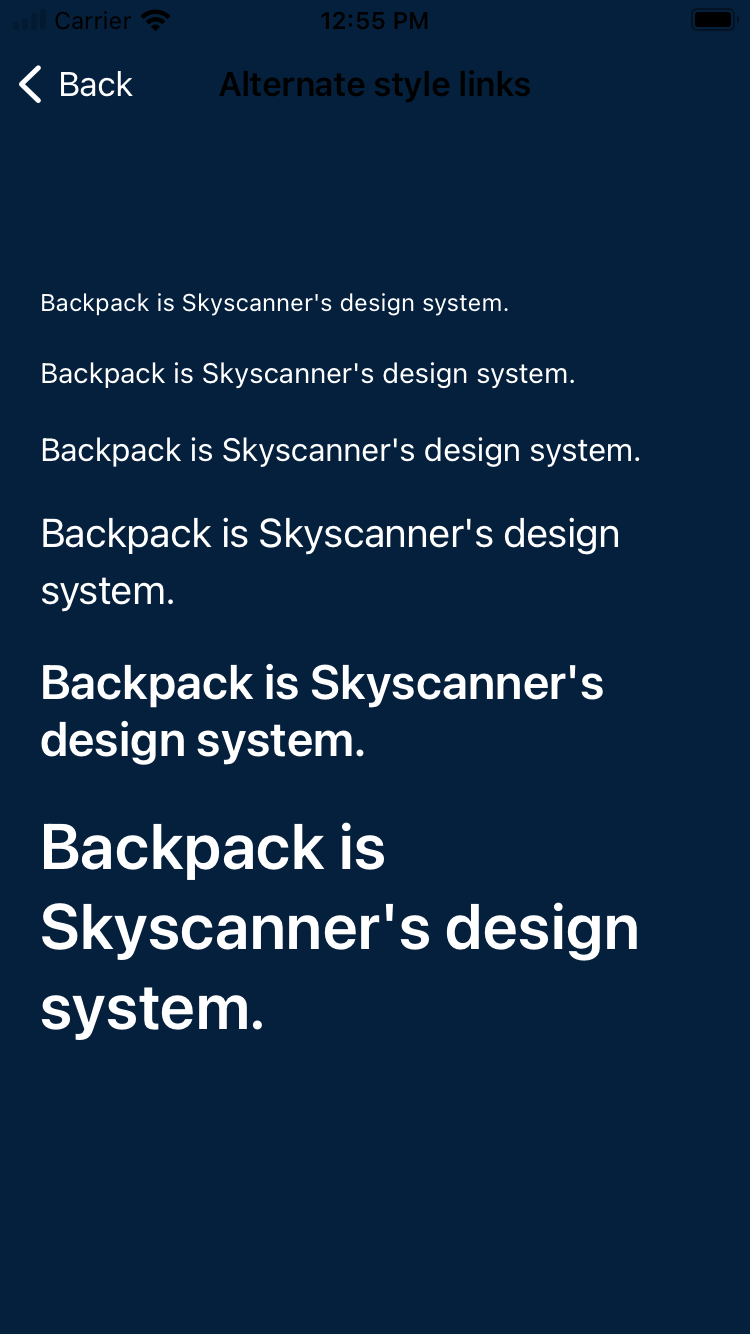 Carrier 12:55 PM
Back Alternate style links
Backpack is Skyscanner's design system.
Backpack is Skyscanner's design system.
Backpack is Skyscanner's design system.
Backpack is Skyscanner's design
system.
Backpack is Skyscanner's
design system.
Backpack is
Skyscanner's design
system.